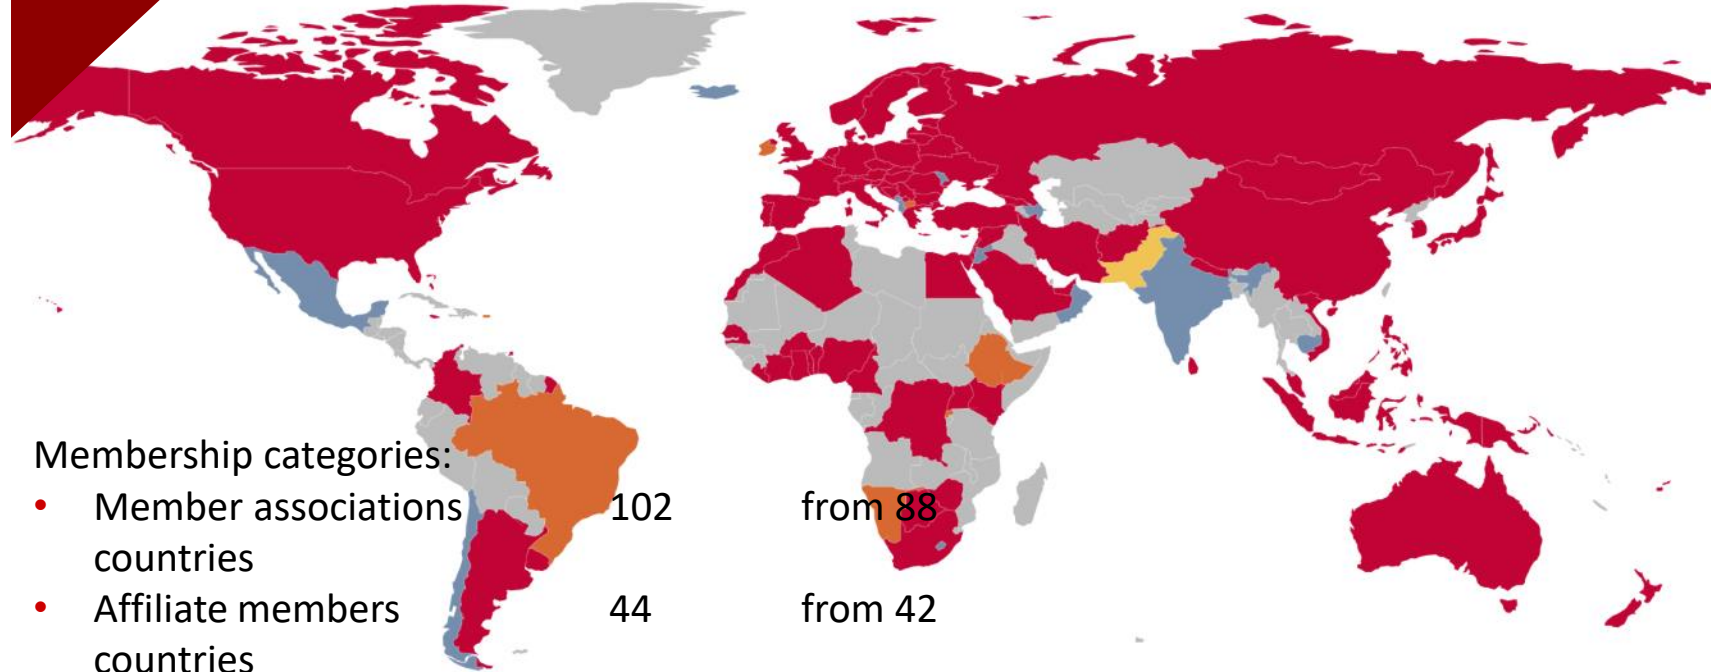 Membership categories:
• Member associations 102 from 88
countries
• Affiliate members 44 from 42
countries